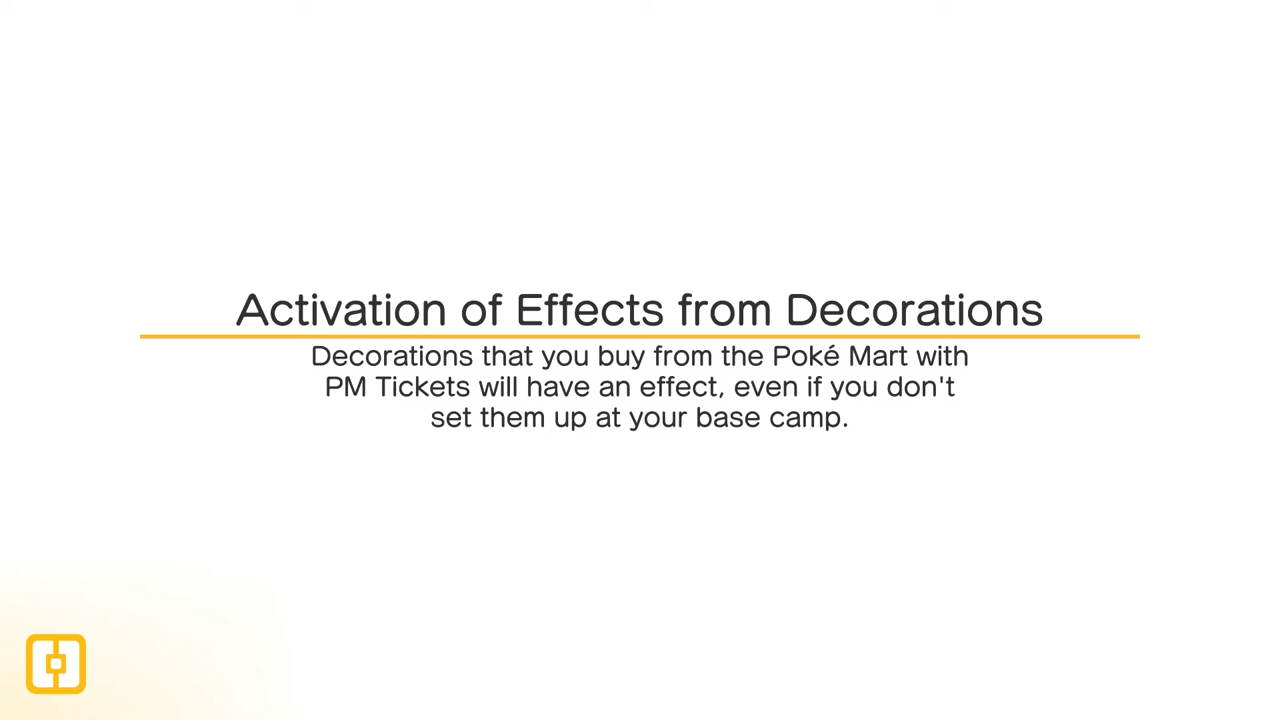 Activation of Effects from Decorations
Decorations that you buy from the Poké Mart with
PM Tickets will have an effect, even if you don't
set them up at your base camp.